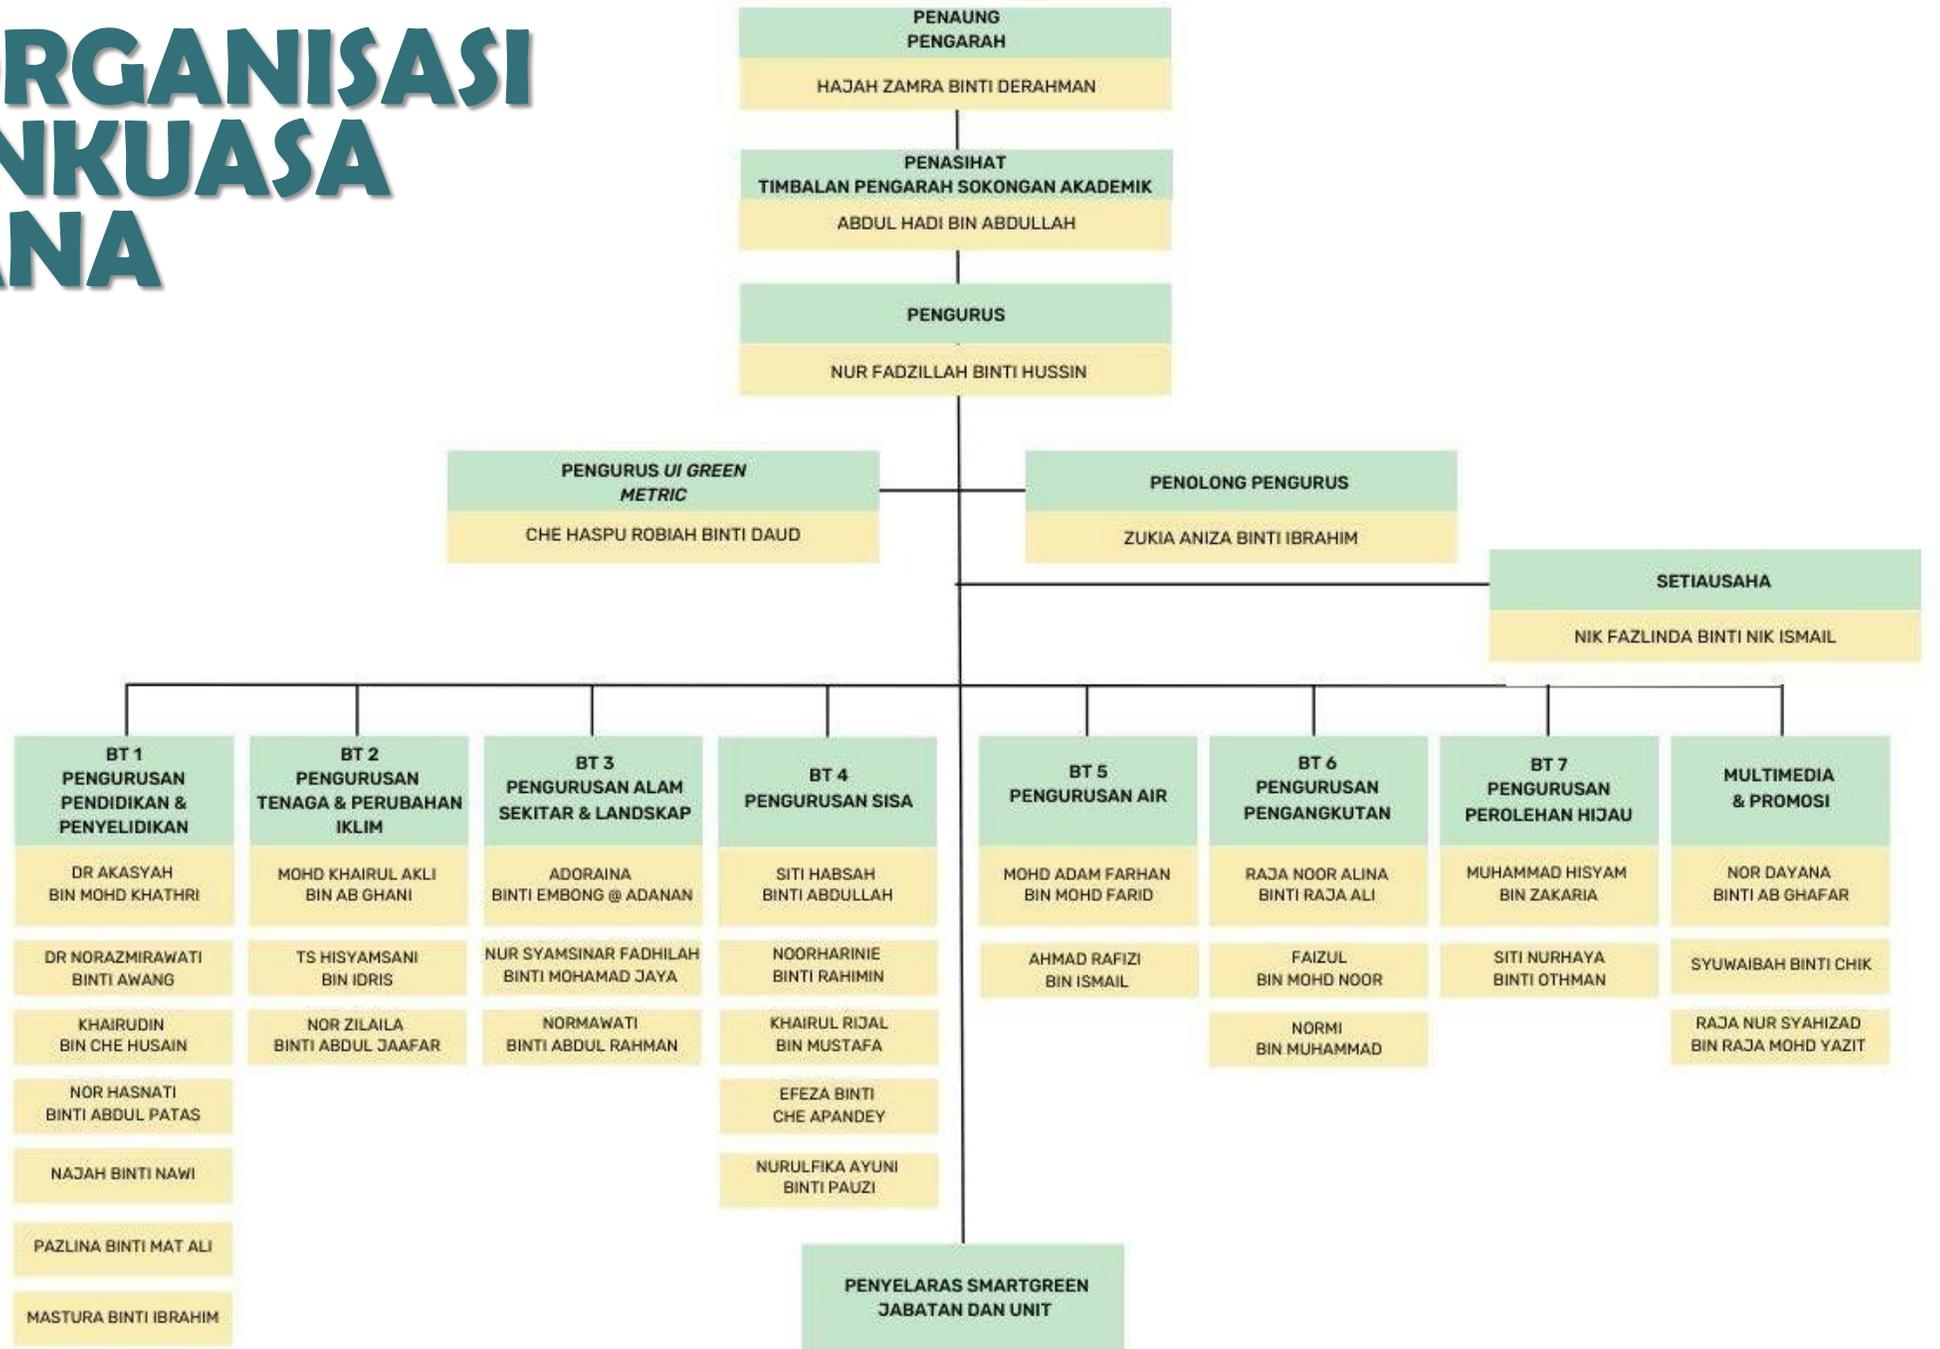 RGANISASI
NKUASA
NA
PENAUNG
PENGARAH
HAJAH ZAMRA BINTI DERAHMAN
PENASIHAT
TIMBALAN PENGARAH SOKONGAN AKADEMIK
ABDUL HADI BIN ABDULLAH
PENGURUS
NUR FADZILLAH BINTI HUSSIN
PENGURUS UI GREEN
METRIC
CHE HASPU ROBIAH BINTI DAUD
PENOLONG PENGURUS
ZUKIA ANIZA BINTI IBRAHIM
SETIAUSAHA
NIK FAZLINDA BINTI NIK ISMAIL
BT 1
PENGURUSAN
PENDIDIKAN &
PENYELIDIKAN
DR AKASYAH
BIN MOHD KHATHRI
DR NORAZMIRAWATI
BINTI AWANG
KHAIRUDIN
BIN CHE HUSAIN
NOR HASNATI
BINTI ABDUL PATAS
NAJAH BINTI NAWI
PAZLINA BINTI MAT ALI
MASTURA BINTI IBRAHIM
BT 2
PENGURUSAN
TENAGA & PERUBAHAN
IKLIM
MOHD KHAIRUL AKLI
BIN AB GHANI
TS HISYAMSANI
BIN IDRIS
NOR ZILAILA
BINTI ABDUL JAAFAR
BT 3
PENGURUSAN ALAM
SEKITAR & LANDSKAP
ADORAINA
BINTI EMBONG @ ADANAN
NUR SYAMSINAR FADHILAH
BINTI MOHAMAD JAYA
NORMAWATI
BINTI ABDUL RAHMAN
BT 4
PENGURUSAN SISA
SITI HABSAH
BINTI ABDULLAH
NOORHARINIE
BINTI RAHIMIN
KHAIRUL RIJAL
BIN MUSTAFA
EFEZA BINTI
CHE APANDEY
NURULFIKA AYUNI
BINTI PAUZI
BT 5
PENGURUSAN AIR
MOHD ADAM FARHAN
BIN MOHD FARID
AHMAD RAFIZI
BIN ISMAIL
BT 6
PENGURUSAN
PENGANGKUTAN
RAJA NOOR ALINA
BINTI RAJA ALI
FAIZUL
BIN MOHD NOOR
NORMI
BIN MUHAMMAD
BT 7
PENGURUSAN
PEROLEHAN HIJAU
MUHAMMAD HISYAM
BIN ZAKARIA
SITI NURHAYA
BINTI OTHMAN
MULTIMEDIA
& PROMOSI
NOR DAYANA
BINTI AB GHAFAR
SYUWAIBAH BINTI CHIK
RAJA NUR SYAHIZAD
BIN RAJA MOHD YAZIT
PENYELARAS SMARTGREEN
JABATAN DAN UNIT